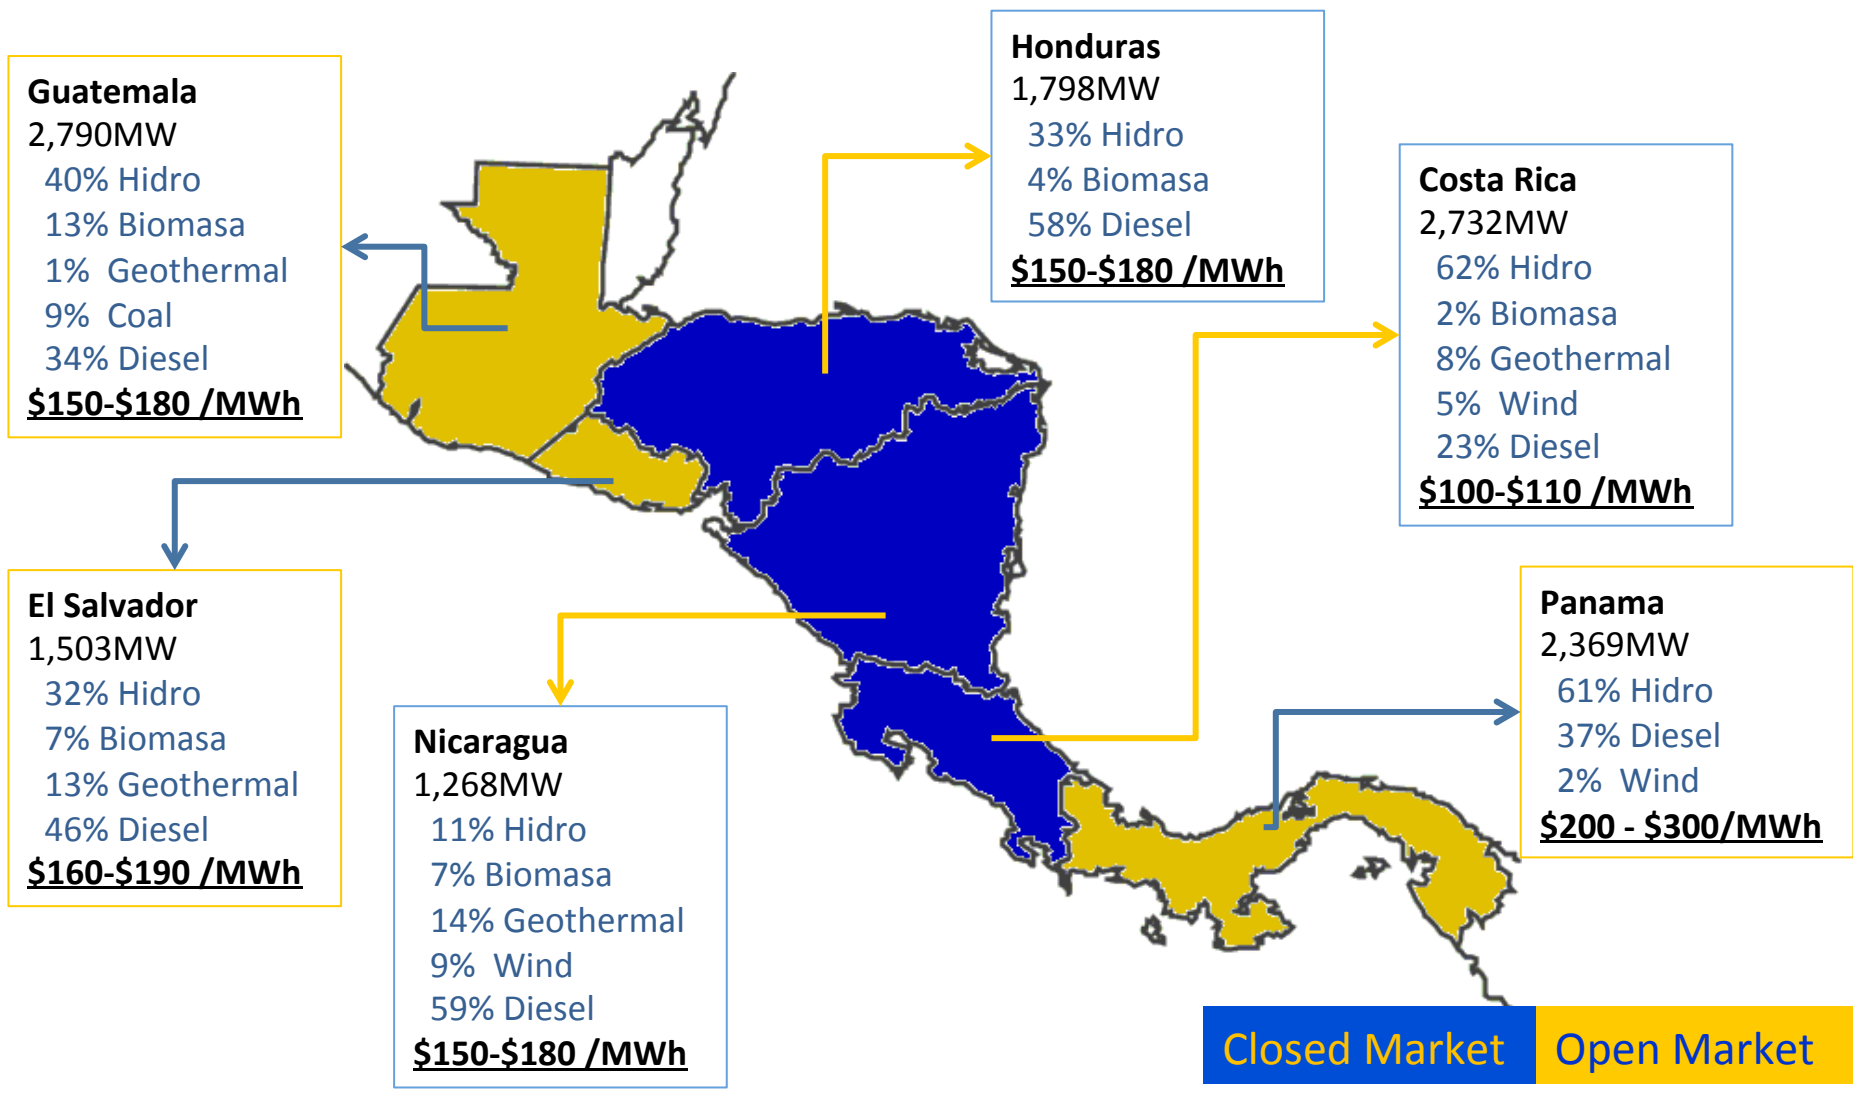 Guatemala
2,790MW
40% Hidro
13% Biomasa
1% Geothermal
9% Coal
34% Diesel
$150-$180 /MWh
Honduras
1,798MW
33% Hidro
4% Biomasa
58% Diesel
$150-$180 /MWh
Costa Rica
2,732MW
62% Hidro
2% Biomasa
8% Geothermal
5% Wind
23% Diesel
$100-$110 /MWh
El Salvador
1,503MW
32% Hidro
7% Biomasa
13% Geothermal
46% Diesel
$160-$190 /MWh
Nicaragua
1,268MW
11% Hidro
7% Biomasa
14% Geothermal
9% Wind
59% Diesel
$150-$180 /MWh
Panama
2,369MW
61% Hidro
37% Diesel
2% Wind
$200 - $300/MWh
Closed Market
Open Market